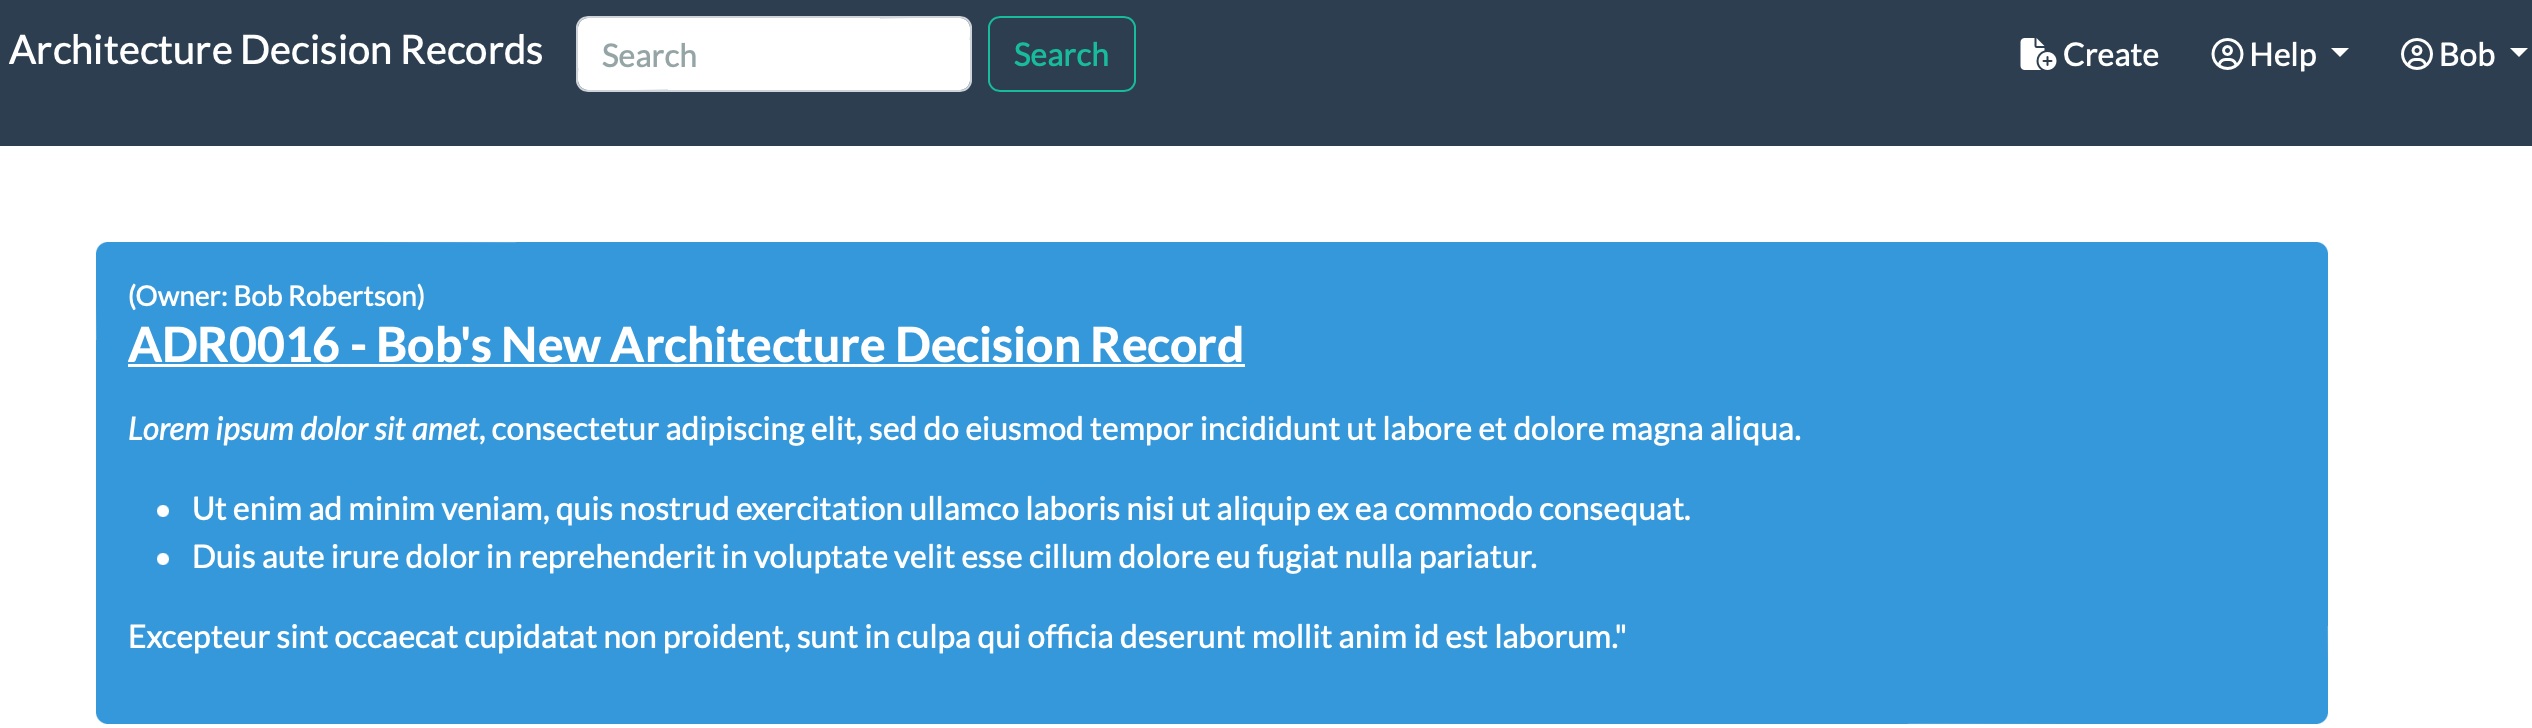 Architecture Decision Records Search Search Create Help Bob
(Owner: Bob Robertson)
ADR0016 - Bob's New Architecture Decision Record
Lorem ipsum dolor sit amet, consectetur adipiscing elit, sed do eiusmod tempor incididunt ut labore et dolore magna aliqua.
• Ut enim ad minim veniam, quis nostrud exercitation ullamco laboris nisi ut aliquip ex ea commodo consequat.
• Duis aute irure dolor in reprehenderit in voluptate velit esse cillum dolore eu fugiat nulla pariatur.
Excepteur sint occaecat cupidatat non proident, sunt in culpa qui officia deserunt mollit anim id est laborum."